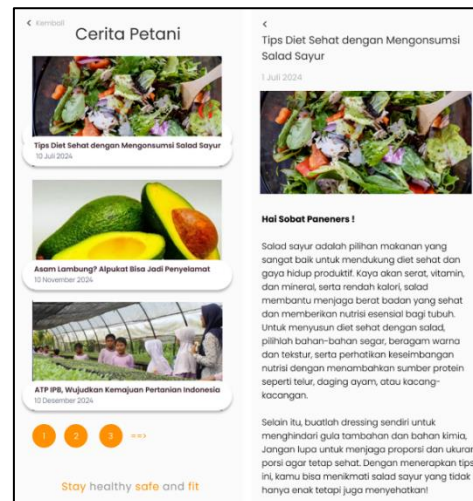 < Kembali
Cerita Petani
Tips Diet Sehat dengan Mengonsumsi Salad Sayur
10 Juli 2024
Asam Lambung? Alpukat Bisa Jadi Penyelamat
10 November 2024
ATP IPB, Wujudkan Kemajuan Pertanian Indonesia
10 Desember 2024
1 2 3 ==>
Stay healthy safe and fit
<
Tips Diet Sehat dengan Mengonsumsi
Salad Sayur
1 Juli 2024
Hai Sobat Paneners !
Salad sayur adalah pilihan makanan yang
sangat baik untuk mendukung diet sehat dan
gaya hidup produktif. Kaya akan serat, vitamin,
dan mineral, serta rendah kalori, salad
membantu menjaga berat badan yang sehat
dan memberikan nutrisi esensial bagi tubuh.
Untuk menyusun diet sehat dengan salad,
pilihlah bahan-bahan segar, beragam warna
dan tekstur, serta perhatikan keseimbangan
nutrisi dengan menambahkan sumber protein
seperti telur, daging ayam, atau kacang-
kacangan.
Selain itu, buatlah dressing sendiri untuk
menghindari gula tambahan dan bahan kimia,
Jangan lupa untuk menjaga proporsi dan ukuran
porsi agar tetap sehat. Dengan menerapkan tips
ini, kamu bisa menikmati salad sayur yang tidak
hanya enak tetapi juga menyehatkan!